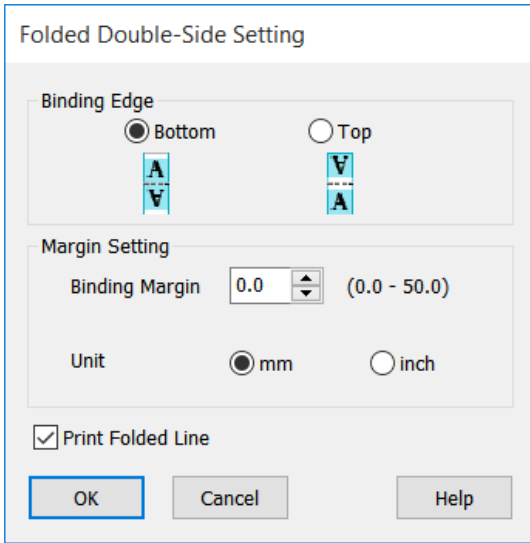 Folded Double-Side Setting
Binding Edge
Bottom Top
A A
A A
Margin Setting
Binding Margin 0.0 (0.0 - 50.0)
Unit mm inch
Print Folded Line
OK Cancel Help